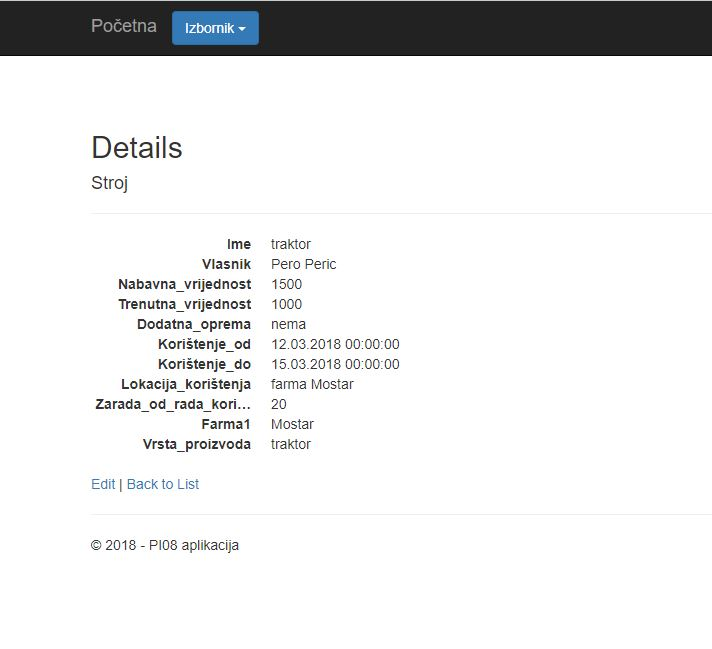 Početna Izbornik
Details
Stroj
Ime traktor
Vlasnik Pero Peric
Nabavna_vrijednost 1500
Trenutna_vrijednost 1000
Dodatna_oprema nema
Korištenje_od 12.03.2018 00:00:00
Korištenje_do 15.03.2018 00:00:00
Lokacija_korištenja farma Mostar
Zarada_od_rada_kori… 20
Farma1 Mostar
Vrsta_proizvoda traktor
Edit | Back to List
© 2018 - PI08 aplikacija